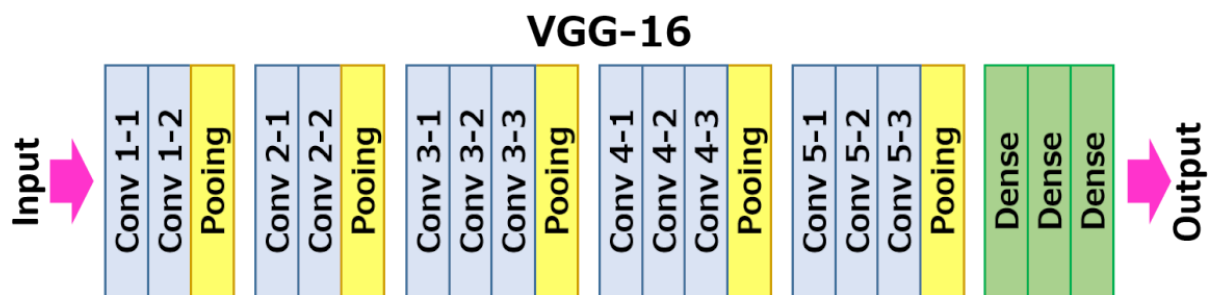 VGG-16
Input
Conv 1-1
Conv 1-2
Pooing
Conv 2-1
Conv 2-2
Pooing
Conv 3-1
Conv 3-2
Conv 3-3
Pooing
Conv 4-1
Conv 4-2
Conv 4-3
Pooing
Conv 5-1
Conv 5-2
Conv 5-3
Pooing
Dense
Dense
Dense
Output